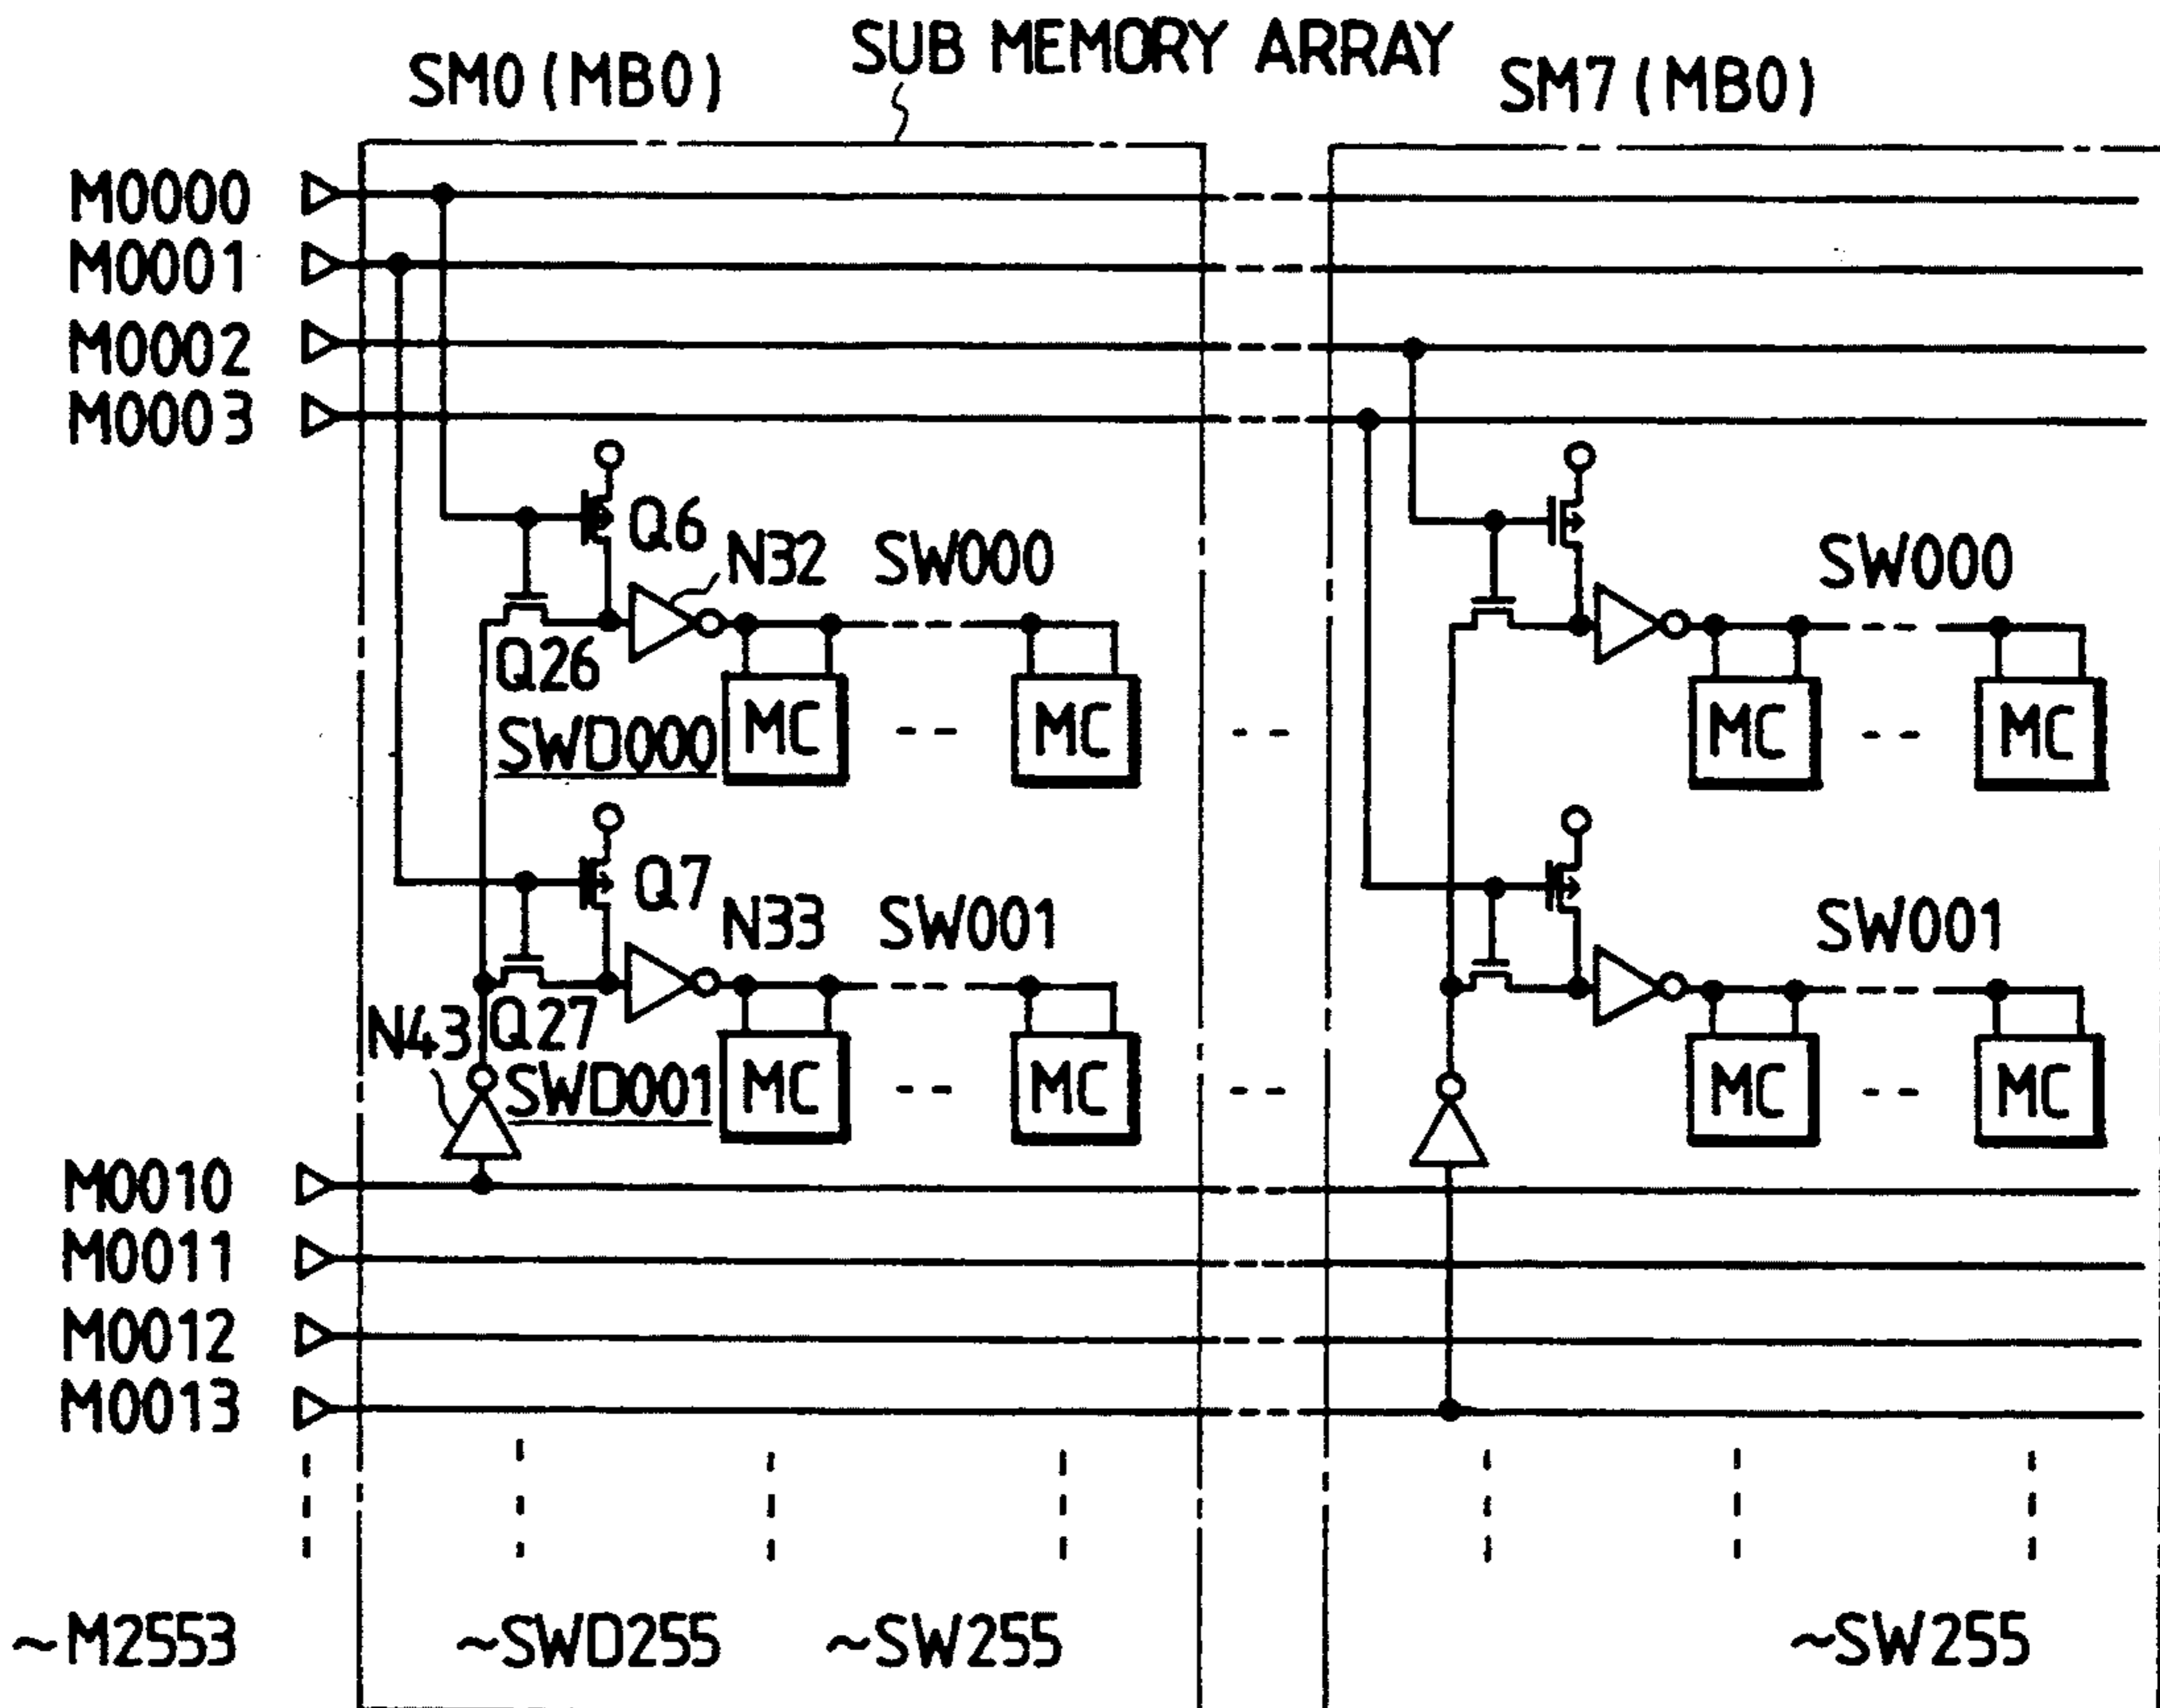 SUB MEMORY ARRAY
SM0(MB0)
SM7(MB0)
M0000
M0001
M0002
M0003
Q6
N32 SW000
SW000
Q26
SWD000
MC -- MC -- MC -- MC
Q7
N33 SW001
SW001
N43
Q27
SWD001
MC -- MC -- MC -- MC
M0010
M0011
M0012
M0013
~M2553 ~SWD255 ~SW255 ~SW255